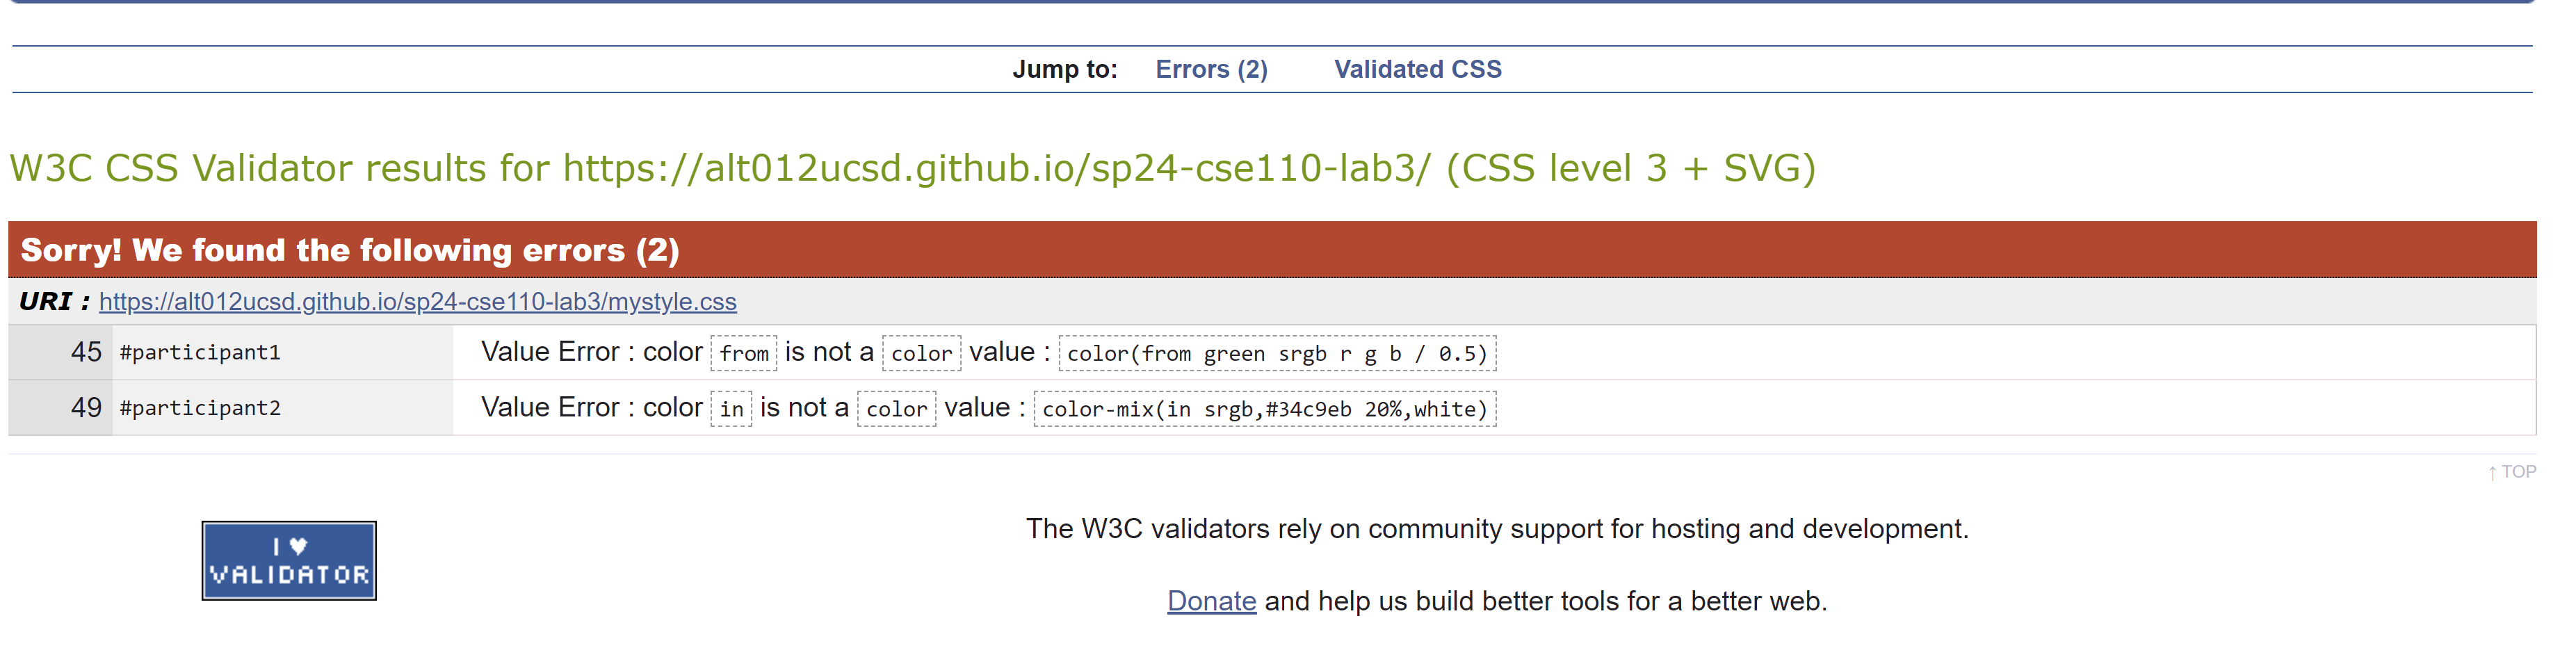 Jump to: Errors (2) Validated CSS
W3C CSS Validator results for https://alt012ucsd.github.io/sp24-cse110-lab3/ (CSS level 3 + SVG)
Sorry! We found the following errors (2)
URI : https://alt012ucsd.github.io/sp24-cse110-lab3/mystyle.css
45 #participant1 Value Error : color from is not a color value : color(from green srgb r g b / 0.5)
49 #participant2 Value Error : color in is not a color value : color-mix(in srgb,#34c9eb 20%,white)
↑ TOP
The W3C validators rely on community support for hosting and development.
I ♥
VALIDATOR
Donate and help us build better tools for a better web.